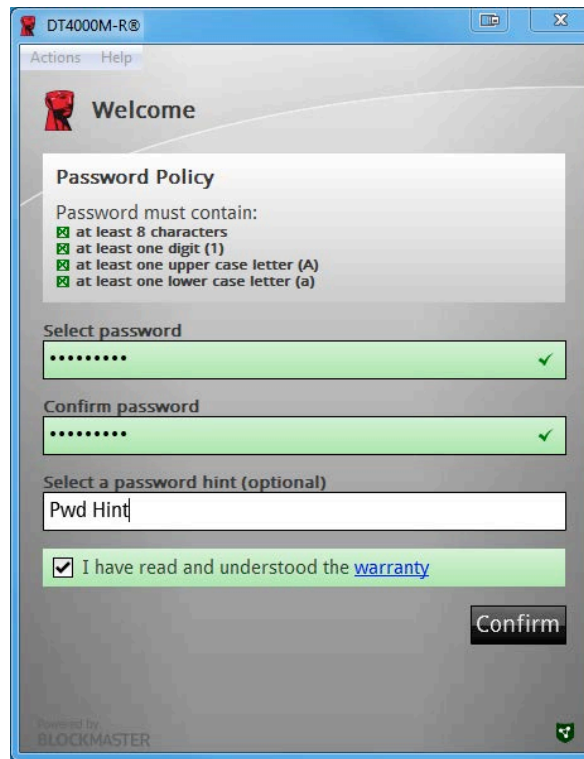 DT4000M-R®
Actions Help
Welcome
Password Policy
Password must contain:
at least 8 characters
at least one digit (1)
at least one upper case letter (A)
at least one lower case letter (a)
Select password
•••••••••
Confirm password
•••••••••
Select a password hint (optional)
Pwd Hint
I have read and understood the warranty
Confirm
Powered by
BLOCKMASTER